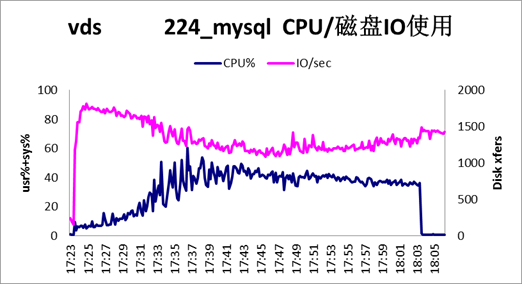 vds 224_mysql CPU/磁盘IO使用
CPU% IO/sec
usr%+sys%
100
80
60
40
20
0
2000
1500
1000
500
0
Disk xfers
17:23 17:25 17:27 17:29 17:31 17:33 17:35 17:37 17:39 17:41 17:43 17:45 17:47 17:49 17:51 17:53 17:55 17:57 17:59 18:01 18:03 18:05